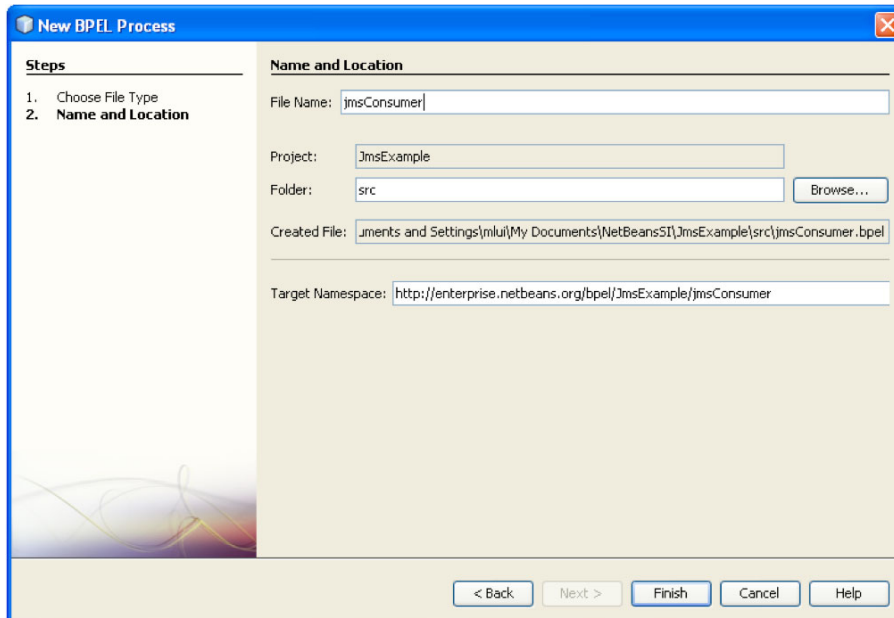 New BPEL Process
Steps
1. Choose File Type
2. Name and Location
Name and Location
File Name: jmsConsumer
Project: JmsExample
Folder: src Browse...
Created File: uments and Settings\mlui\My Documents\NetBeansSI\JmsExample\src\jmsConsumer.bpel
Target Namespace: http://enterprise.netbeans.org/bpel/JmsExample/jmsConsumer
< Back Next > Finish Cancel Help